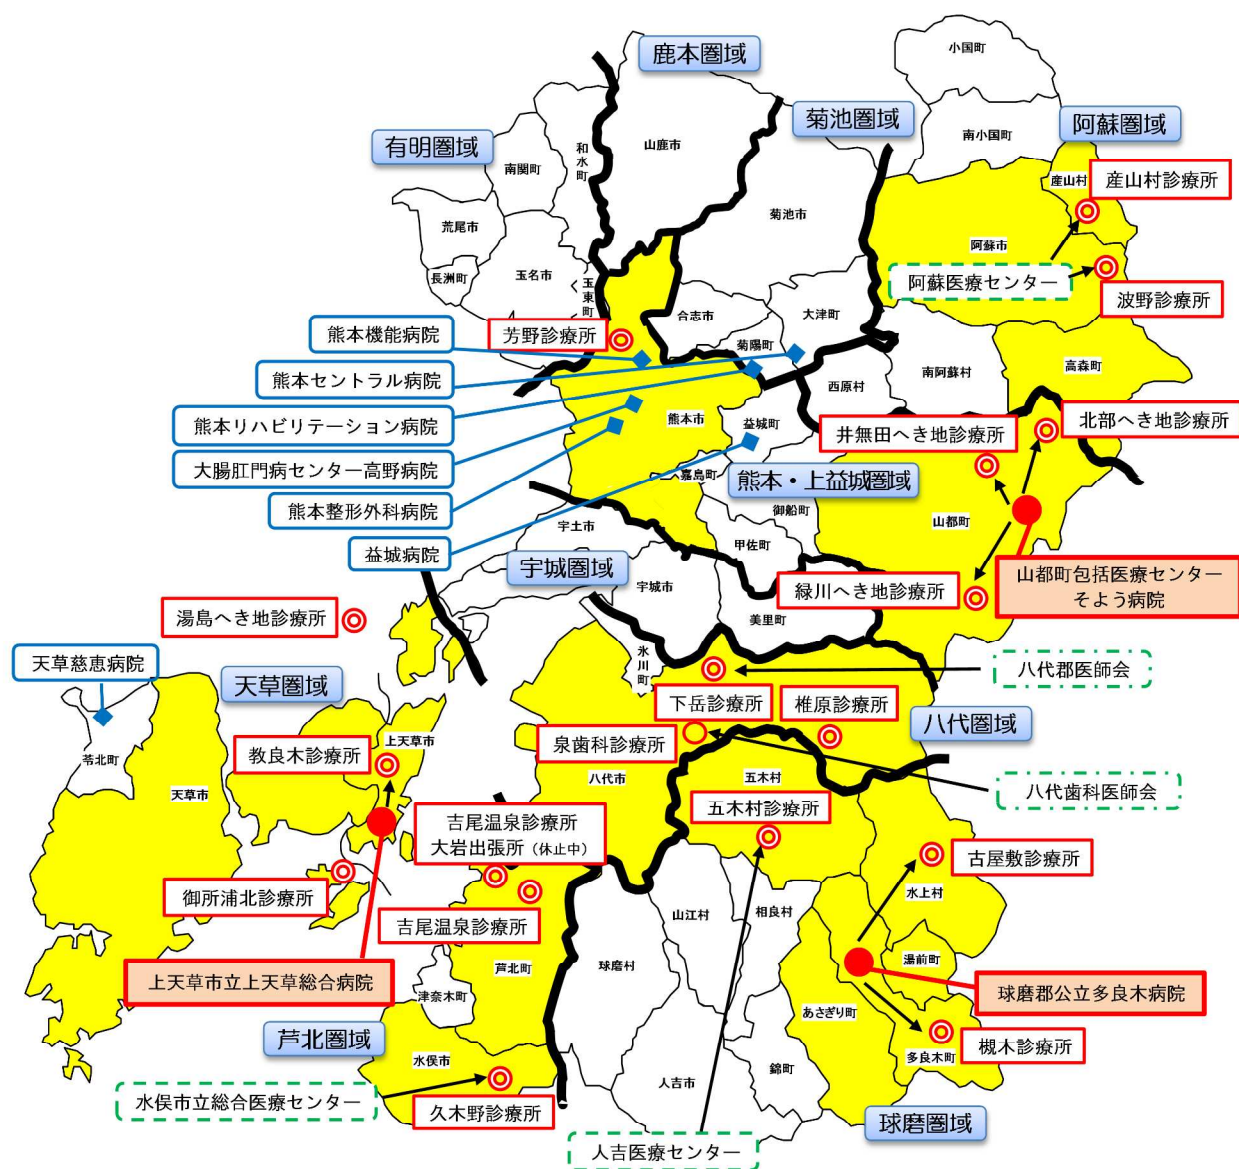 小国町
鹿本圏域
菊池圏域
阿蘇圏域
有明圏域
和水町
山鹿市
南小国町
南関町
産山村
産山村診療所
荒尾市
菊池市
阿蘇市
長洲町
玉名市
玉東町
阿蘇医療センター
波野診療所
熊本機能病院
芳野診療所
合志市
大津町
菊陽町
高森町
熊本セントラル病院
西原村
南阿蘇村
熊本リハビリテーション病院
熊本市
益城町
井無田へき地診療所
北部へき地診療所
大腸肛門病センター高野病院
嘉島町
熊本・上益城圏域
熊本整形外科病院
御船町
山都町
宇土市
甲佐町
益城病院
宇城圏域
宇城市
緑川へき地診療所
山都町包括医療センター
そよう病院
湯島へき地診療所
美里町
氷川町
天草慈恵病院
八代郡医師会
天草圏域
下岳診療所
椎原診療所
八代圏域
上天草市
泉歯科診療所
教良木診療所
苓北町
八代市
五木村
天草市
八代歯科医師会
吉尾温泉診療所
大岩出張所（休止中）
五木村診療所
古屋敷診療所
御所浦北診療所
水上村
吉尾温泉診療所
山江村
相良村
湯前町
上天草市立上天草総合病院
芦北町
球磨村
球磨郡公立多良木病院
津奈木町
あさぎり町
芦北圏域
槻木診療所
水俣市
多良木町
錦町
人吉市
水俣市立総合医療センター
久木野診療所
球磨圏域
人吉医療センター